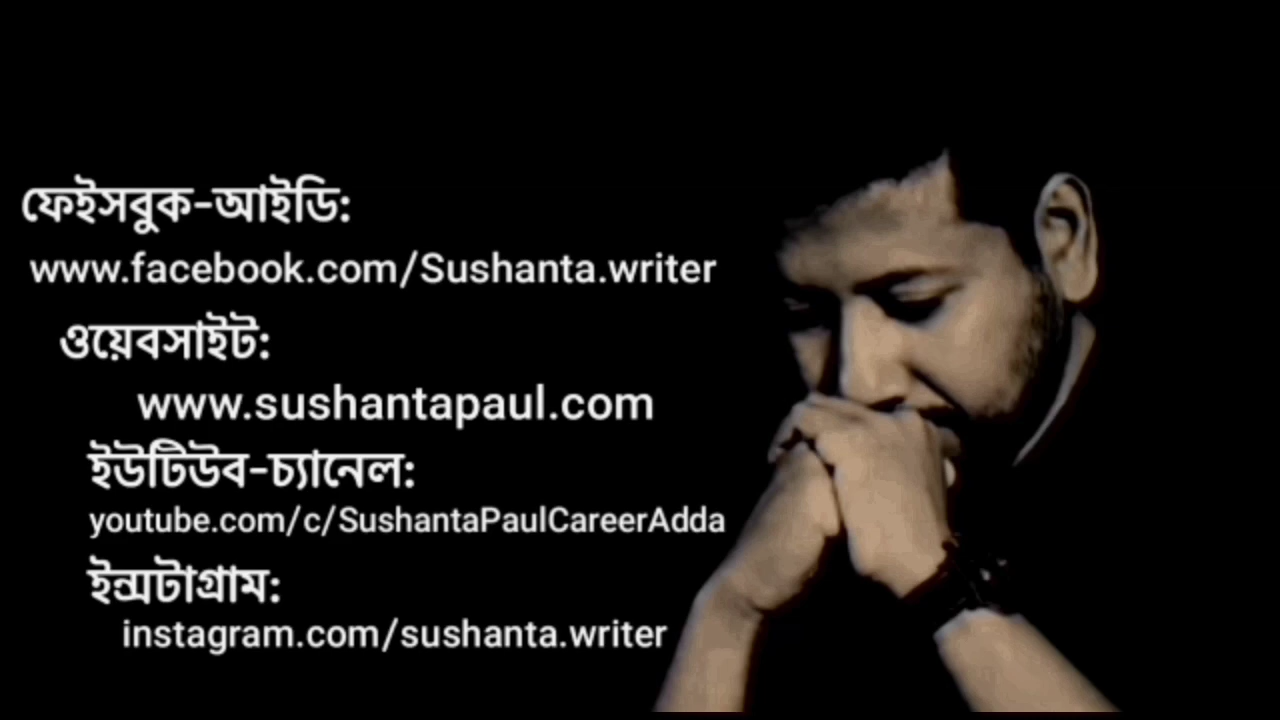 ফেইসবুক-আইডি:
www.facebook.com/Sushanta.writer
ওয়েবসাইট:
www.sushantapaul.com
ইউটিউব-চ্যানেল:
youtube.com/c/SushantaPaulCareerAdda
ইন্সটাগ্রাম:
instagram.com/sushanta.writer